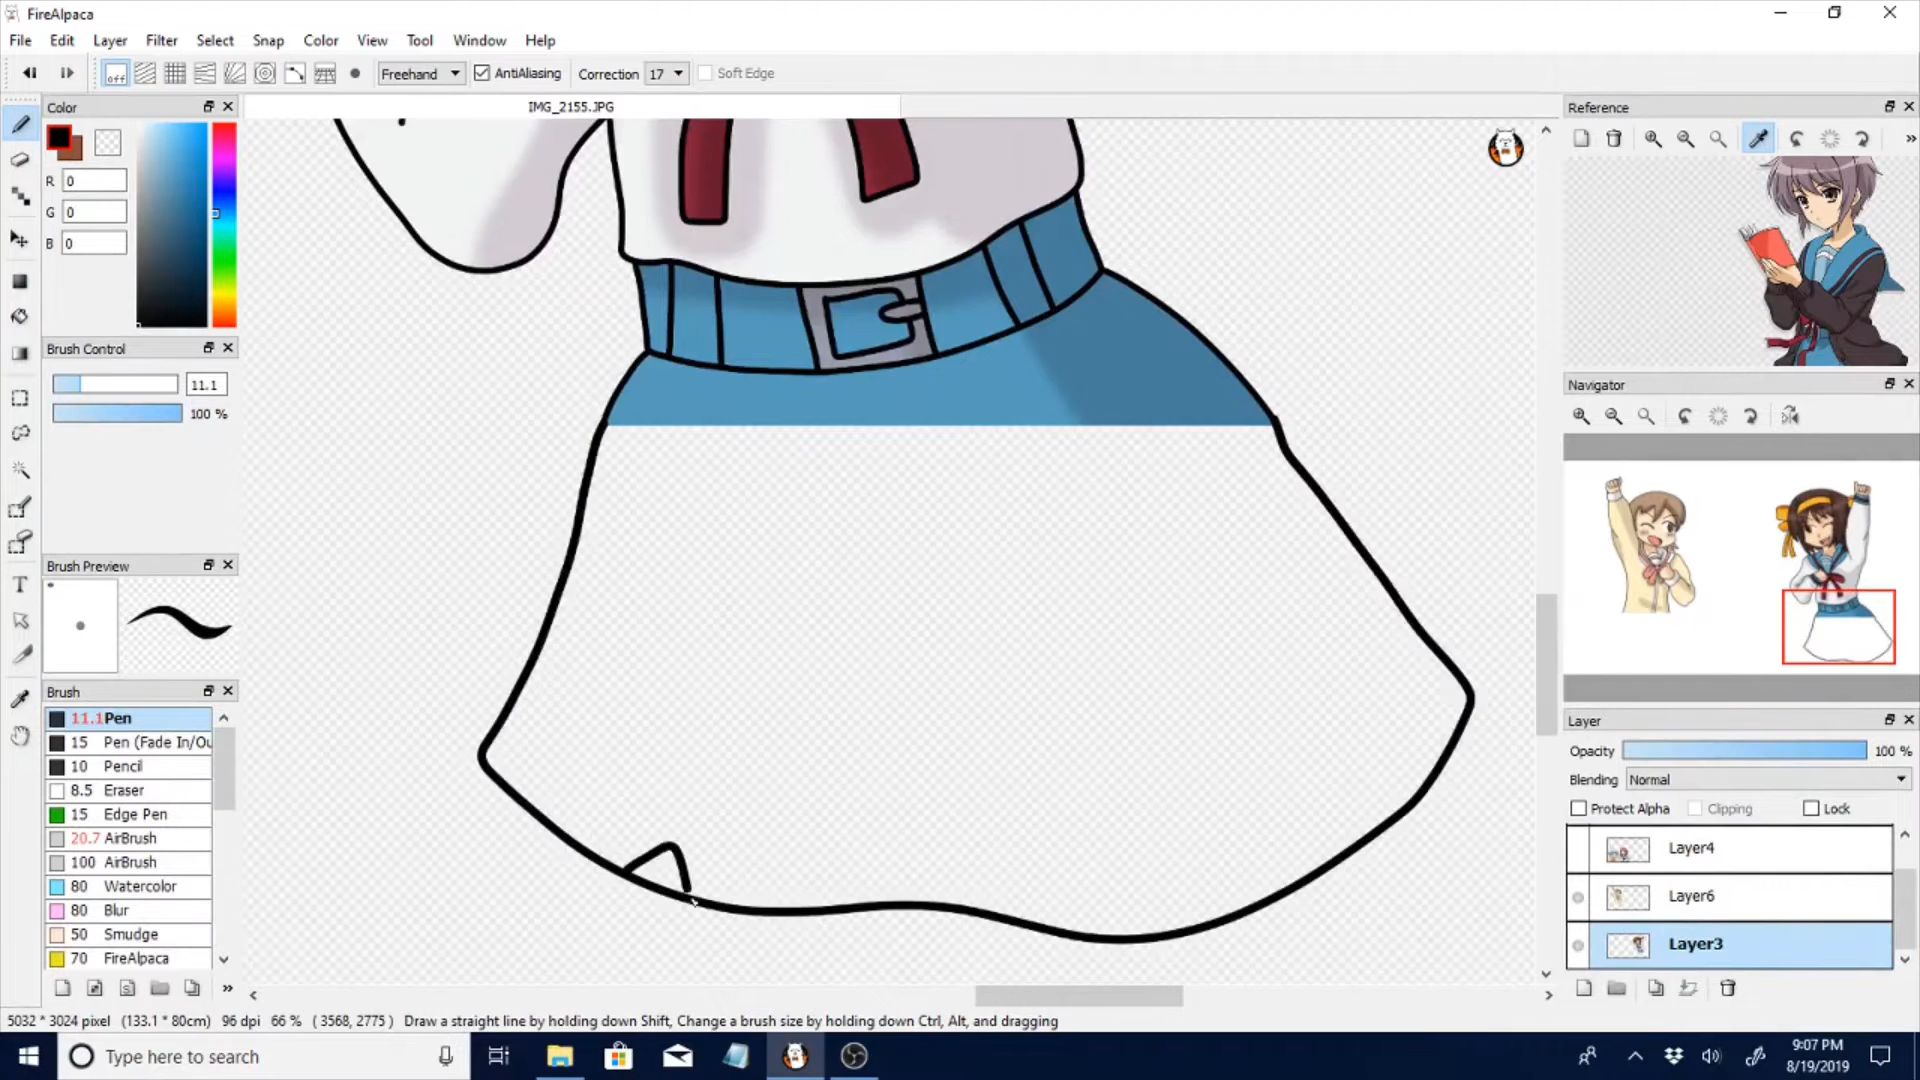 FireAlpaca
File Edit Layer Filter Select Snap Color View Tool Window Help
off Freehand AntiAliasing Correction 17 Soft Edge
Color
IMG_2155.JPG
Reference
R 0
G 0
B 0
Brush Control
11.1
100 %
Navigator
Brush Preview
T
Brush
11.1 Pen
15 Pen (Fade In/Ou
10 Pencil
8.5 Eraser
15 Edge Pen
20.7 AirBrush
100 AirBrush
80 Watercolor
80 Blur
50 Smudge
70 FireAlpaca
Layer
Opacity 100 %
Blending Normal
Protect Alpha Clipping Lock
Layer4
Layer6
Layer3
5032 * 3024 pixel (133.1 * 80cm) 96 dpi 66 % ( 3568, 2775 ) Draw a straight line by holding down Shift, Change a brush size by holding down Ctrl, Alt, and dragging
Type here to search
9:07 PM
8/19/2019